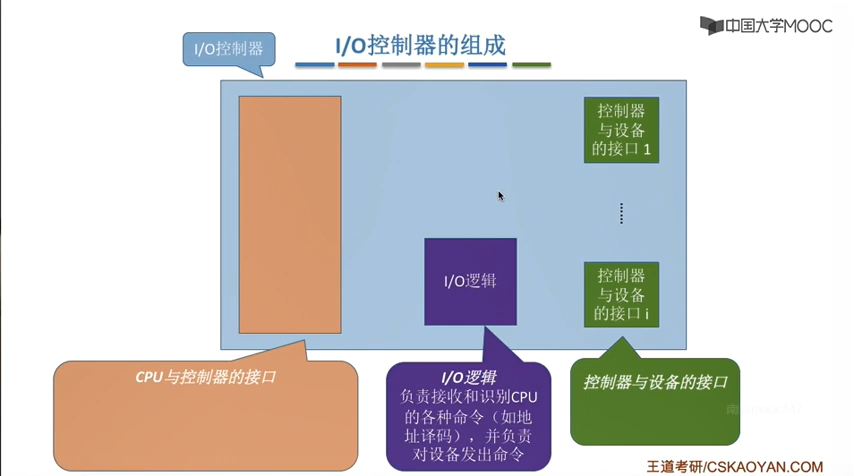 中国大学MOOC
I/O控制器的组成
I/O控制器
控制器
与设备
的接口 1
I/O逻辑
控制器
与设备
的接口 i
CPU与控制器的接口
I/O逻辑
负责接收和识别CPU
的各种命令（如地
址译码），并负责
对设备发出命令
控制器与设备的接口
王道考研/CSKAOYAN.COM